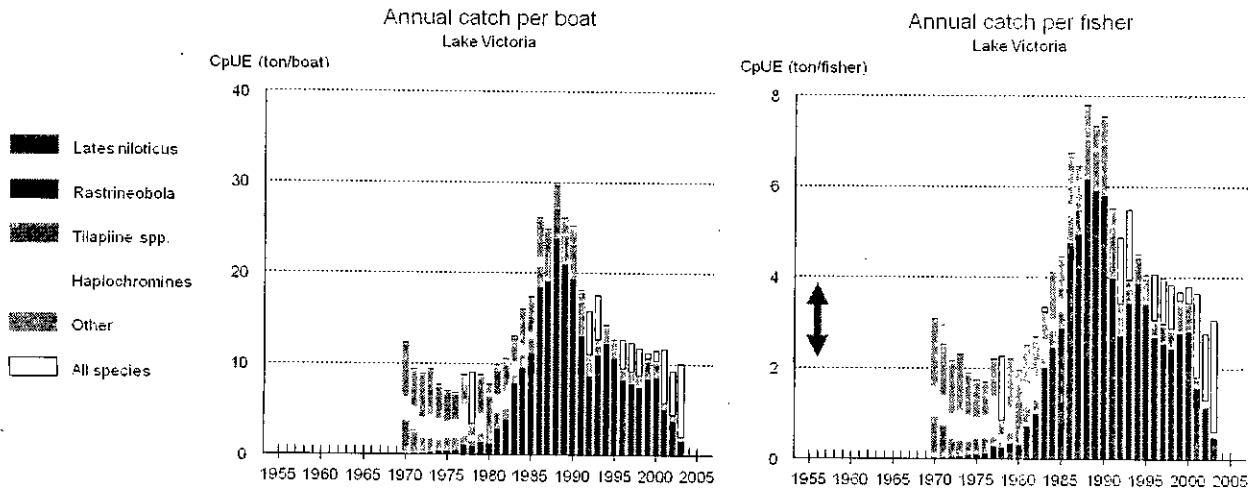 Annual catch per boat
Lake Victoria
CpUE (ton/boat)
40
30
20
10
0
1955 1960 1965 1970 1975 1980 1985 1990 1995 2000 2005
Lates niloticus
Rastrineobola
Tilapiine spp.
Haplochromines
Other
All species
Annual catch per fisher
Lake Victoria
CpUE (ton/fisher)
8
6
4
2
0
1955 1960 1965 1970 1975 1980 1985 1990 1995 2000 2005